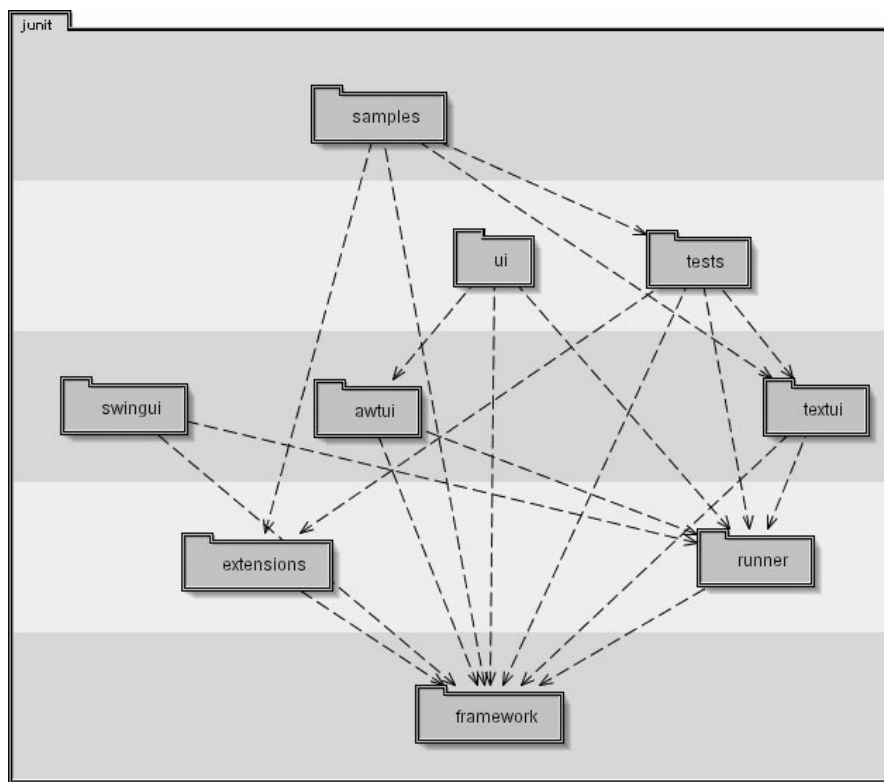 junit
samples
ui
tests
swingui
awtui
textui
extensions
runner
framework